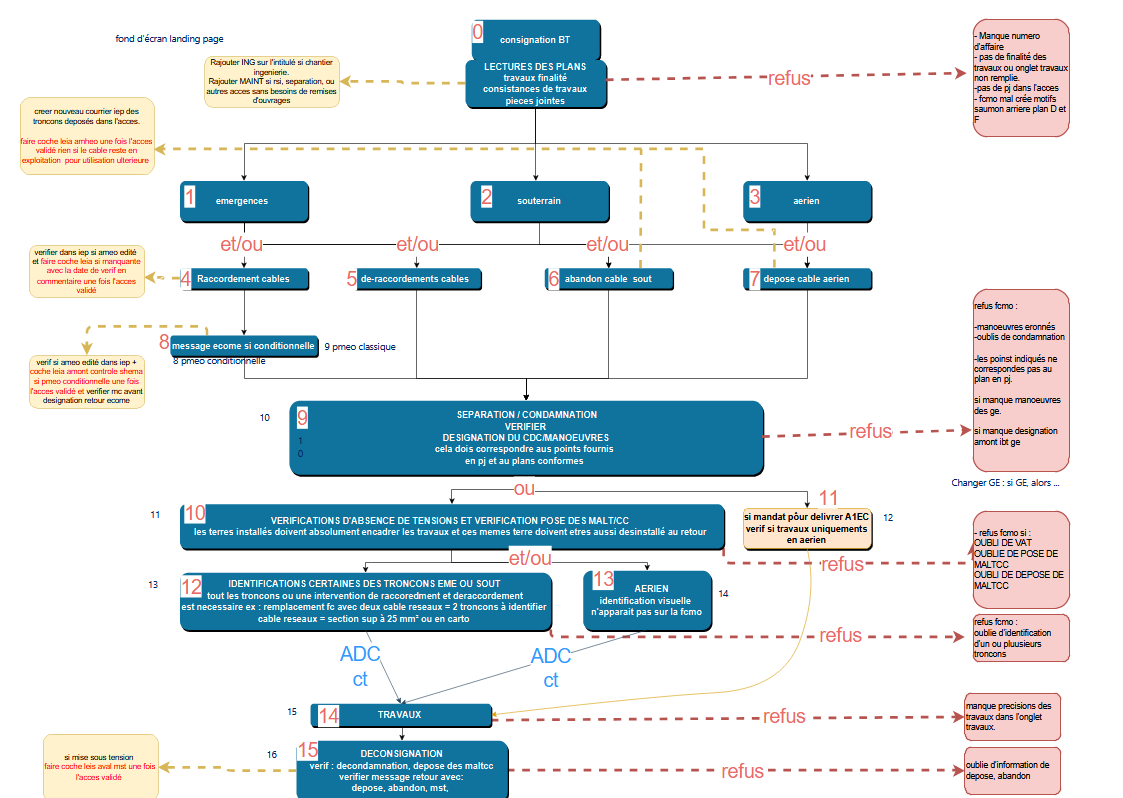 fond d'écran landing page
0
consignation BT
LECTURES DES PLANS
travaux finalité
consistances de travaux
pieces jointes
Rajouter ING sur l'intitulé si chantier
ingenierie.
Rajouter MAINT si rsi, separation, ou
autres acces sans besoins de remises
d'ouvrages
refus
- Manque numero
d'affaire
- pas de finalité des
travaux ou onglet travaux
non remplie.
-pas de pj dans l'acces
- fcmo mal crée motifs
saumon arriere plan D et
F
creer nouveau courrier iep des
troncons deposés dans l'acces.
faire coche leia amheo une fois l'acces
validé rien si le cable reste en
exploitation pour utilisation ulterieure
1
emergences
2
souterrain
3
aerien
et/ou
et/ou
et/ou
et/ou
verifier dans iep si ameo edité
et faire coche leia si manquante
avec la date de verif en
commentaire une fois l'acces
validé
4
Raccordement cables
5
de-raccordements cables
6
abandon cable sout
7
depose cable aerien
8
message ecome si conditionnelle
9 pmeo classique
8 pmeo conditionnelle
verif si ameo edité dans iep +
coche leia amont controle shema
si pmeo conditionnelle une fois
l'acces validé et verifier mc avant
designation retour ecome
refus fcmo :
-manoeuvres eronnés
-oublis de condamnation
-les poinst indiqués ne
correspondes pas au
plan en pj.
si manque manoeuvres
des ge.
si manque designation
amont ibt ge
10
9
1
0
SEPARATION / CONDAMNATION
VERIFIER
DESIGNATION DU CDC/MANOEUVRES
cela dois correspondre aus points fournis
en pj et au plans conformes
refus
Changer GE : si GE, alors ...
ou
11
10
VERIFICATIONS D'ABSENCE DE TENSIONS ET VERIFICATION POSE DES MALT/CC
les terres installés doivent absolument encadrer les travaux et ces memes terre doivent etres aussi desinstallé au retour
11
si mandat pôur delivrer A1EC
verif si travaux uniquements
en aerien
12
et/ou
refus
- refus fcmo si :
OUBLI DE VAT
OUBLIE DE POSE DE
MALTCC
OUBLI DE DEPOSE DE
MALTCC
13
12
IDENTIFICATIONS CERTAINES DES TRONCONS EME OU SOUT
tout les troncons ou une intervention de raccoredment et deraccordement
est necessaire ex : remplacement fc avec deux cable reseaux = 2 troncons à identifier
cable reseaux = section sup à 25 mm² ou en carto
13
AERIEN
identification visuelle
n'apparait pas sur la fcmo
14
refus
refus fcmo :
oublie d'identification
d'un ou pluusieurs
troncons
ADC
ct
ADC
ct
15
14
TRAVAUX
refus
manque precisions des
travaux dans l'onglet
travaux.
16
15
DECONSIGNATION
verif : decondamnation, depose des maltcc
verifier message retour avec:
depose, abandon, mst,
si mise sous tension
faire coche leis aval mst une fois
l'acces validé
refus
oublie d'information de
depose, abandon